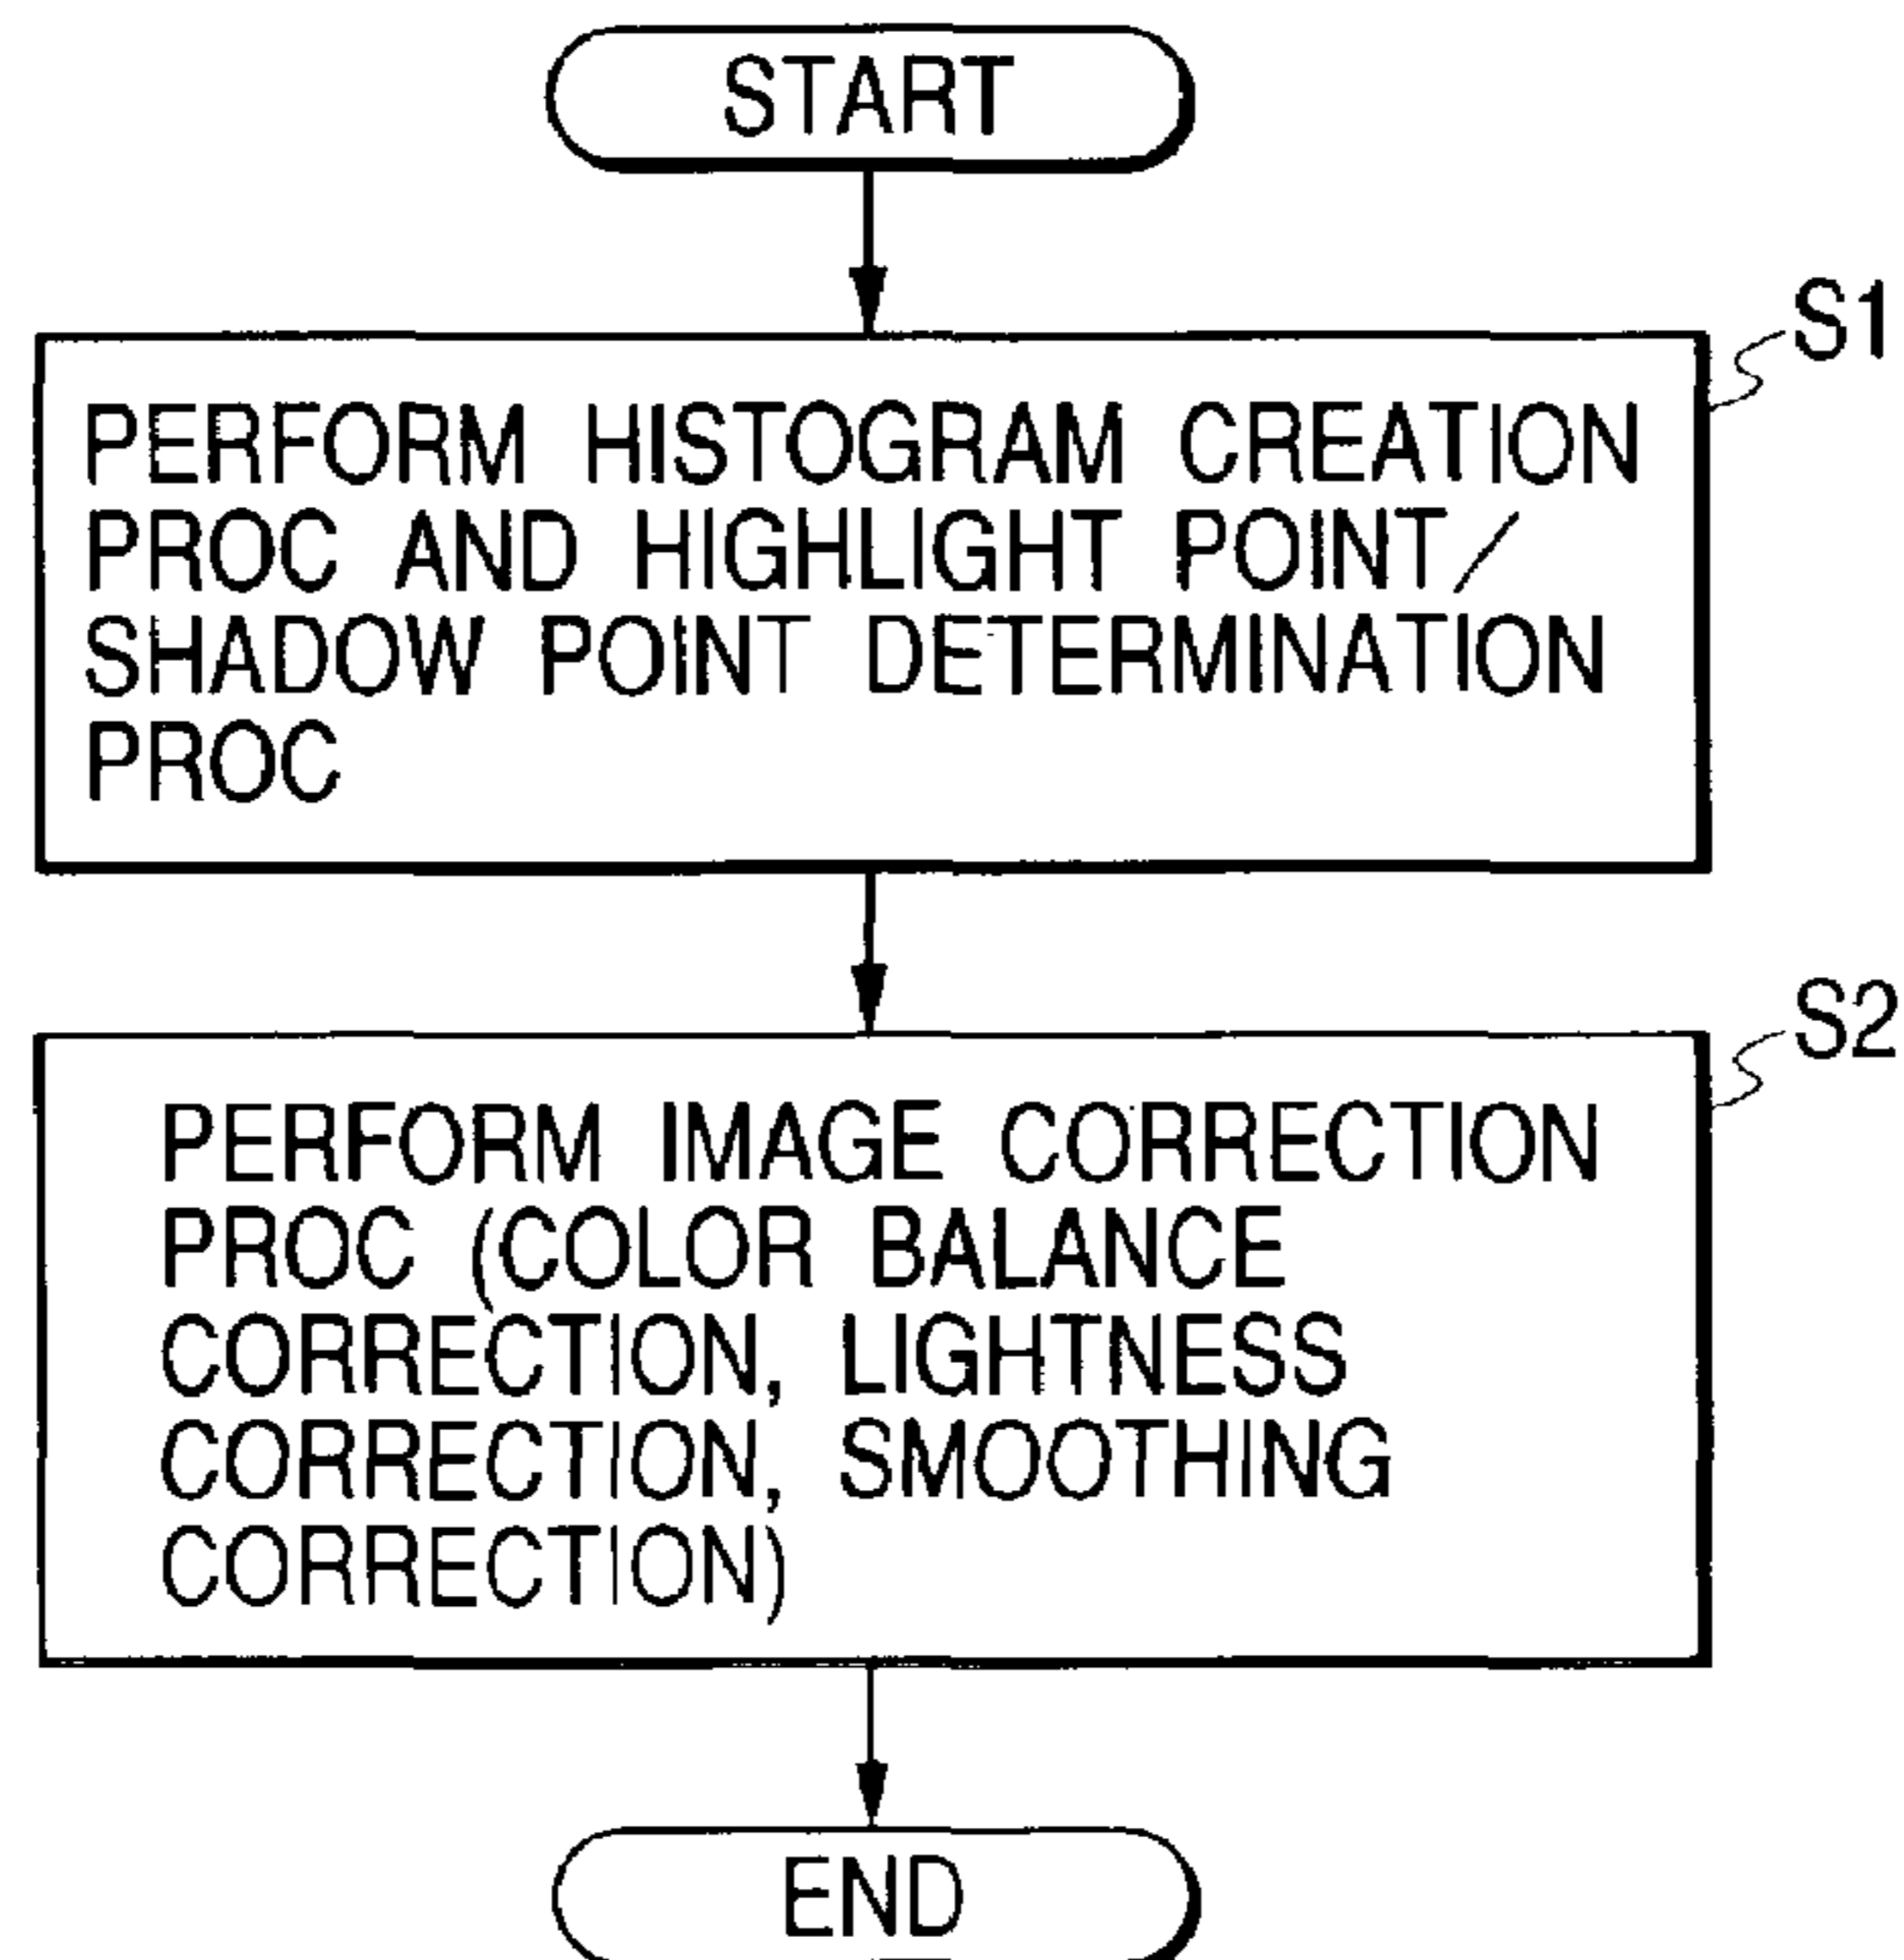 START
S1
PERFORM HISTOGRAM CREATION
PROC AND HIGHLIGHT POINT/
SHADOW POINT DETERMINATION
PROC
S2
PERFORM IMAGE CORRECTION
PROC (COLOR BALANCE
CORRECTION, LIGHTNESS
CORRECTION, SMOOTHING
CORRECTION)
END